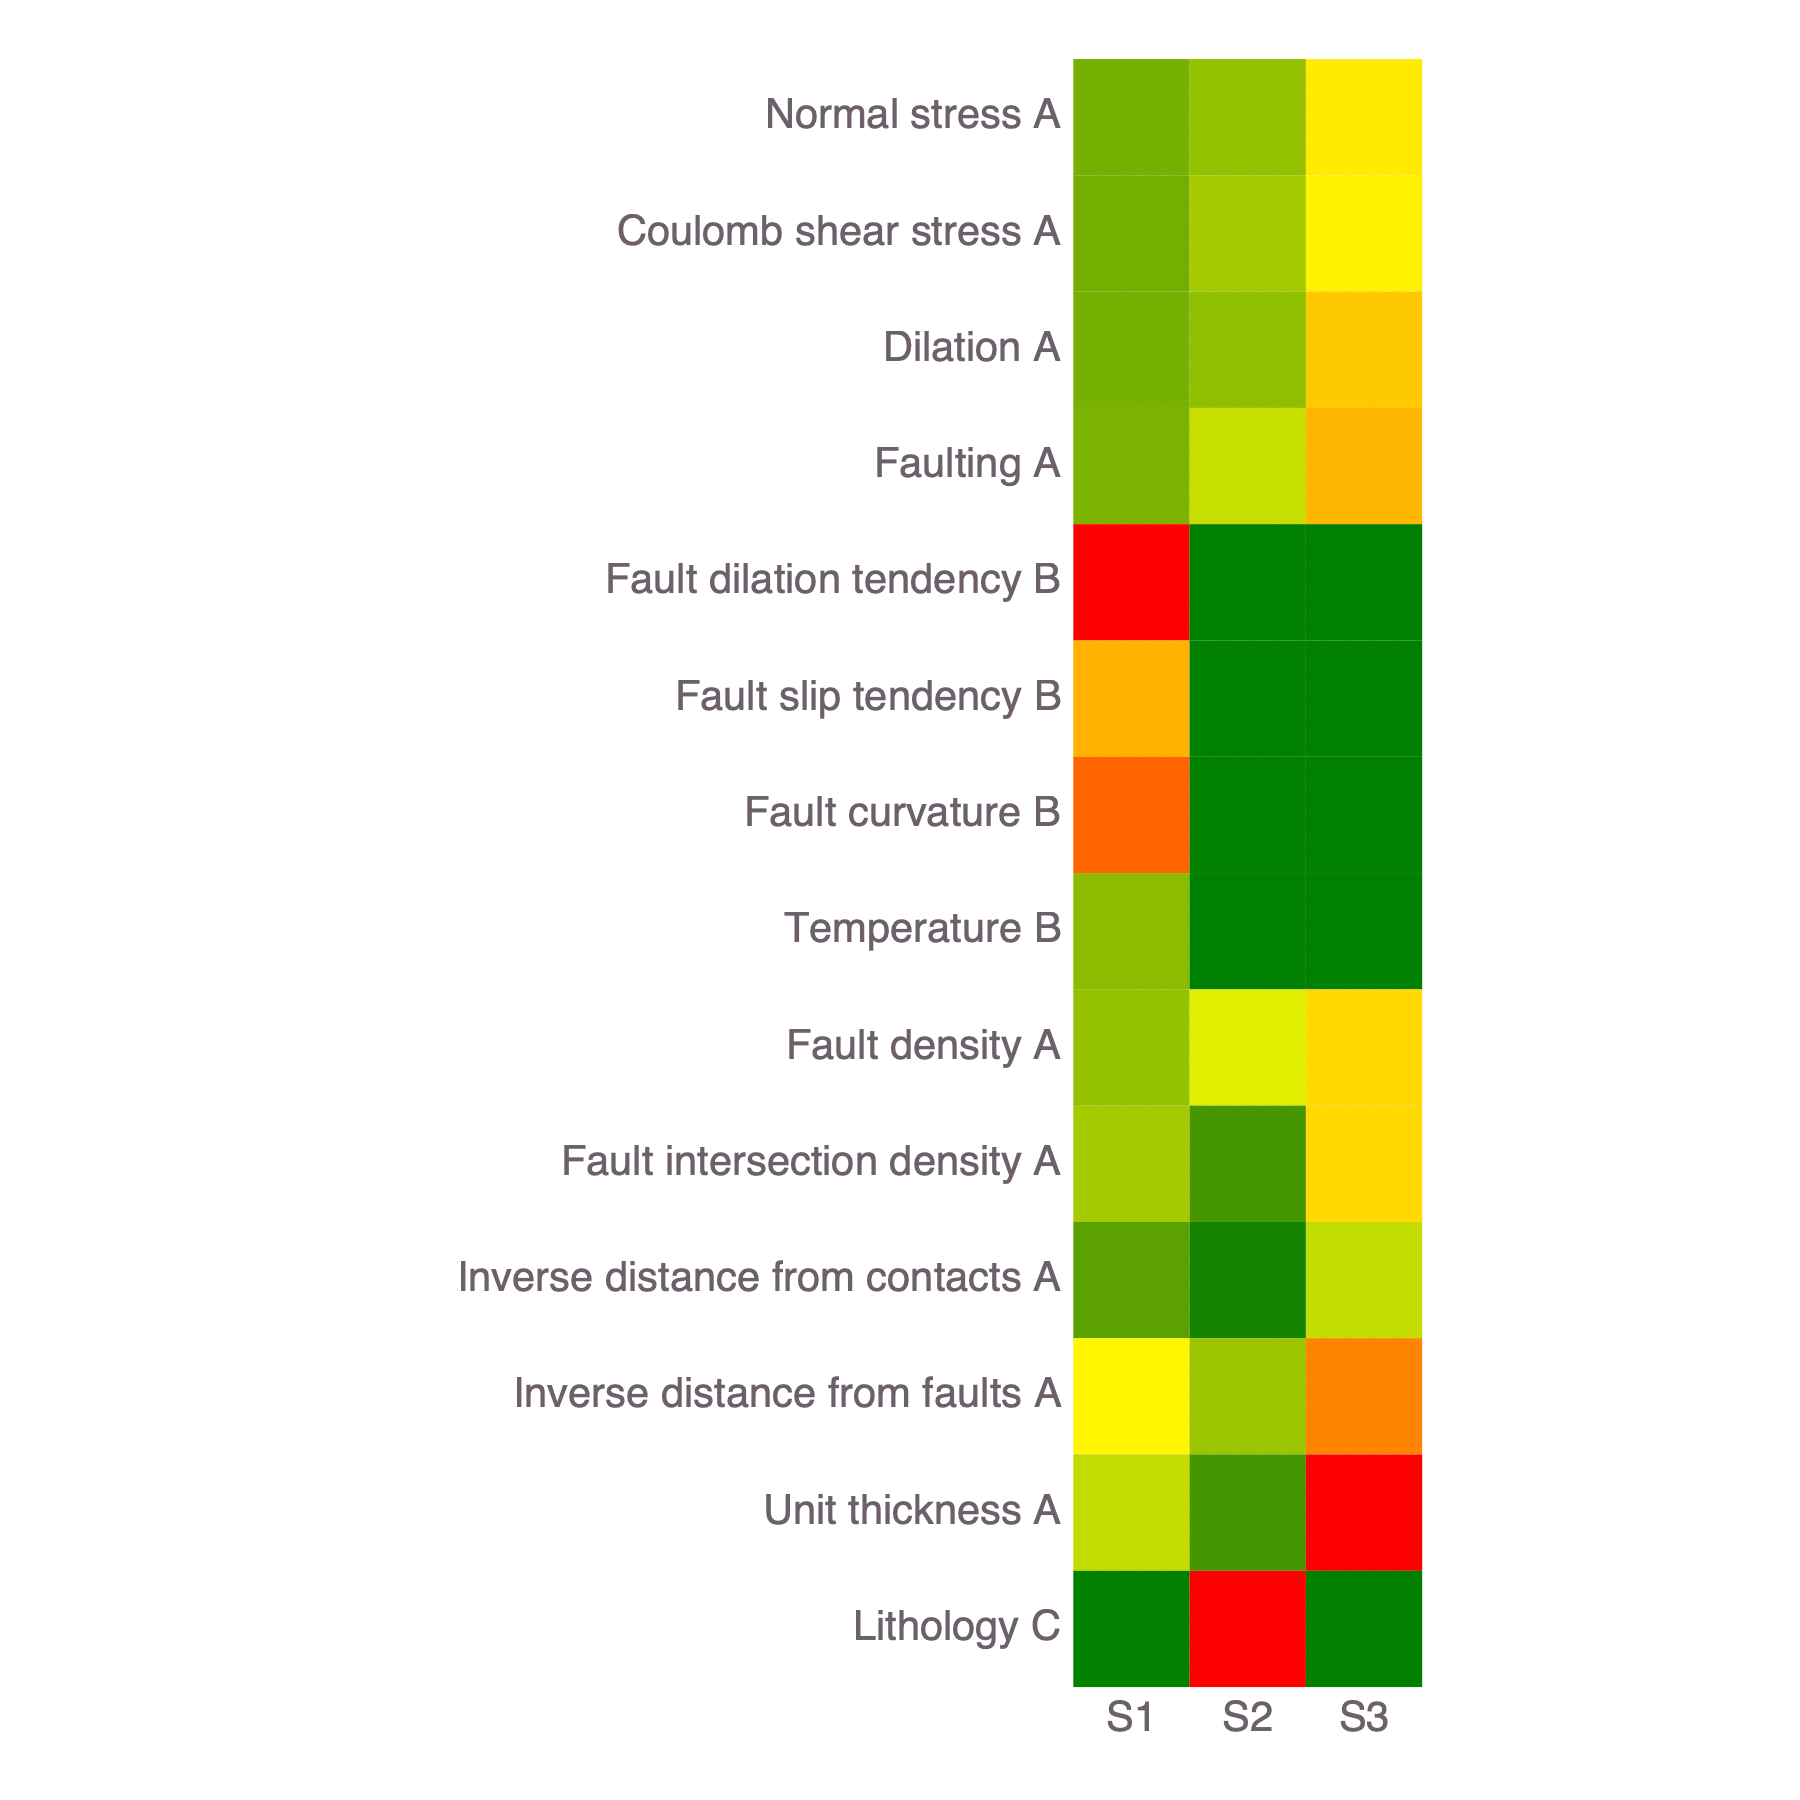 Normal stress A
Coulomb shear stress A
Dilation A
Faulting A
Fault dilation tendency B
Fault slip tendency B
Fault curvature B
Temperature B
Fault density A
Fault intersection density A
Inverse distance from contacts A
Inverse distance from faults A
Unit thickness A
Lithology C
S1 S2 S3